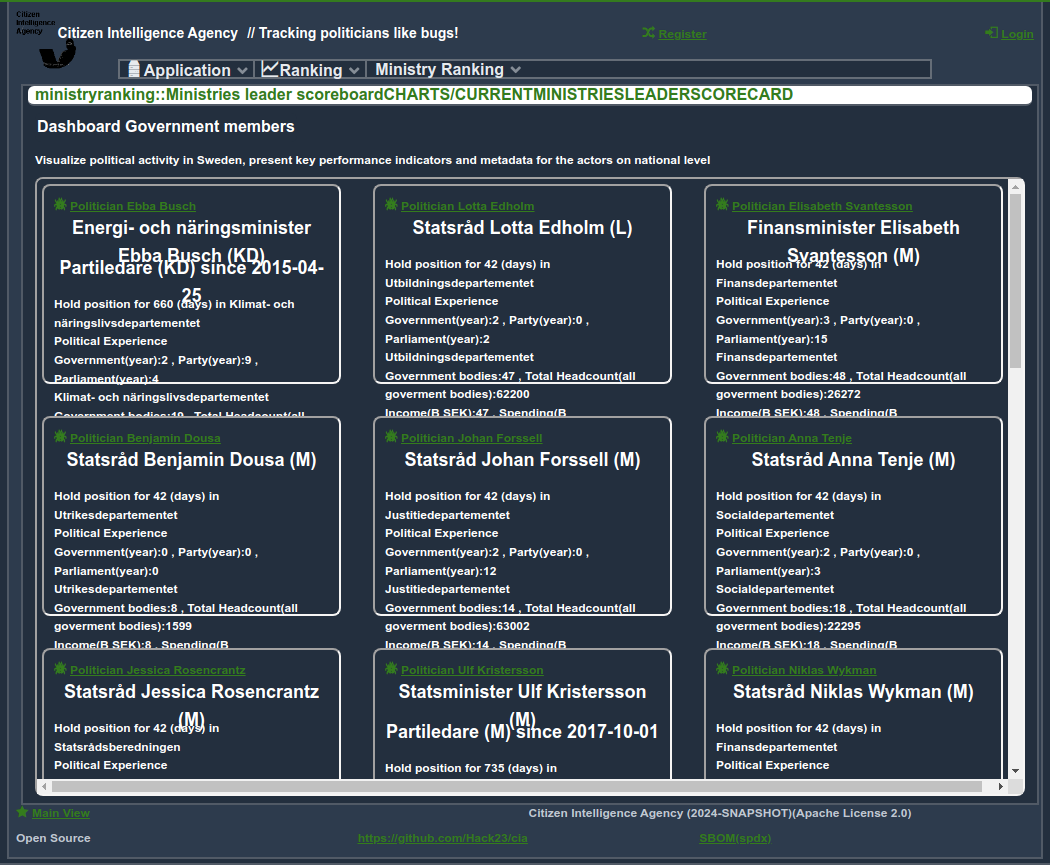 Citizen
Intelligence
Agency
Citizen Intelligence Agency // Tracking politicians like bugs!
Register
Login
Application
Ranking
Ministry Ranking
ministryranking::Ministries leader scoreboardCHARTS/CURRENTMINISTRIESLEADERSCORECARD
Dashboard Government members
Visualize political activity in Sweden, present key performance indicators and metadata for the actors on national level
Politician Ebba Busch
Energi- och näringsminister
Ebba Busch (KD)
Partiledare (KD) since 2015-04-
25
Hold position for 660 (days) in Klimat- och
näringslivsdepartementet
Political Experience
Government(year):2 , Party(year):9 ,
Parliament(year):4
Klimat- och näringslivsdepartementet
Government bodies:19 , Total Headcount(all
Politician Lotta Edholm
Statsråd Lotta Edholm (L)
Hold position for 42 (days) in
Utbildningsdepartementet
Political Experience
Government(year):2 , Party(year):0 ,
Parliament(year):2
Utbildningsdepartementet
Government bodies:47 , Total Headcount(all
goverment bodies):62200
Income(B SEK):47 , Spending(B
Politician Elisabeth Svantesson
Finansminister Elisabeth
Svantesson (M)
Hold position for 42 (days) in
Finansdepartementet
Political Experience
Government(year):3 , Party(year):0 ,
Parliament(year):15
Finansdepartementet
Government bodies:48 , Total Headcount(all
goverment bodies):26272
Income(B SEK):48 , Spending(B
Politician Benjamin Dousa
Statsråd Benjamin Dousa (M)
Hold position for 42 (days) in
Utrikesdepartementet
Political Experience
Government(year):0 , Party(year):0 ,
Parliament(year):0
Utrikesdepartementet
Government bodies:8 , Total Headcount(all
goverment bodies):1599
Income(B SEK):8 , Spending(B
Politician Johan Forssell
Statsråd Johan Forssell (M)
Hold position for 42 (days) in
Justitiedepartementet
Political Experience
Government(year):2 , Party(year):0 ,
Parliament(year):12
Justitiedepartementet
Government bodies:14 , Total Headcount(all
goverment bodies):63002
Income(B SEK):14 , Spending(B
Politician Anna Tenje
Statsråd Anna Tenje (M)
Hold position for 42 (days) in
Socialdepartementet
Political Experience
Government(year):2 , Party(year):0 ,
Parliament(year):3
Socialdepartementet
Government bodies:18 , Total Headcount(all
goverment bodies):22295
Income(B SEK):18 , Spending(B
Politician Jessica Rosencrantz
Statsråd Jessica Rosencrantz
(M)
Hold position for 42 (days) in
Statsrådsberedningen
Political Experience
Politician Ulf Kristersson
Statsminister Ulf Kristersson
(M)
Partiledare (M) since 2017-10-01
Hold position for 735 (days) in
Politician Niklas Wykman
Statsråd Niklas Wykman (M)
Hold position for 42 (days) in
Finansdepartementet
Political Experience
Main View
Citizen Intelligence Agency (2024-SNAPSHOT)(Apache License 2.0)
Open Source
https://github.com/Hack23/cia
SBOM(spdx)